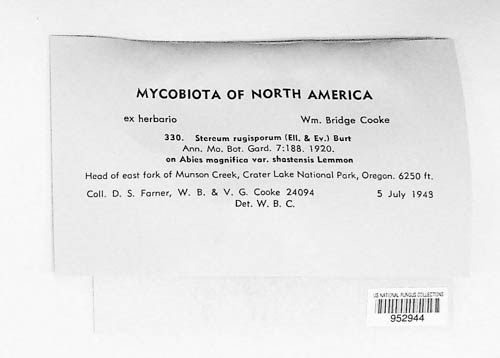 MYCOBIOTA OF NORTH AMERICA
ex herbario Wm. Bridge Cooke
330. Stereum rugisporum (Ell. & Ev.) Burt
Ann. Mo. Bot. Gard. 7:188. 1920.
on Abies magnifica var. shastensis Lemmon
Head of east fork of Munson Creek, Crater Lake National Park, Oregon. 6250 ft.
Coll. D. S. Farner, W. B. & V. G. Cooke 24094 5 July 1948
Det. W. B. C.
US NATIONAL FUNGUS COLLECTIONS
952944